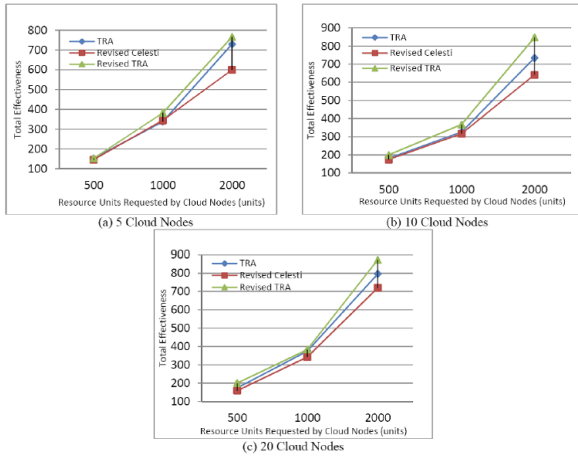 800
700
600
500
400
300
200
100
Total Effectiveness
TRA
Revised Celesti
Revised TRA
500 1000 2000
Resource Units Requested by Cloud Nodes (units)
(a) 5 Cloud Nodes
900
800
700
600
500
400
300
200
100
Total Effectiveness
TRA
Revised Celesti
Revised TRA
500 1000 2000
Resource Units Requested by Cloud Nodes (units)
(b) 10 Cloud Nodes
900
800
700
600
500
400
300
200
100
Total Effectiveness
TRA
Revised Celesti
Revised TRA
500 1000 2000
Resource Units Requested by Cloud Nodes (units)
(c) 20 Cloud Nodes